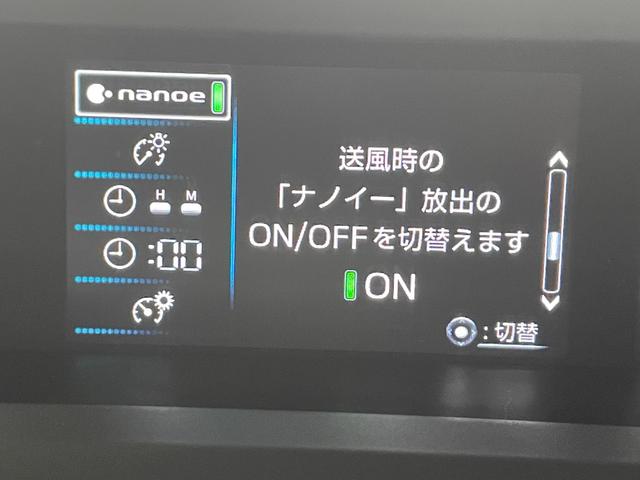 nanoe
H M
:00
送風時の
「ナノイー」放出の
ON/OFFを切替えます
ON
:切替